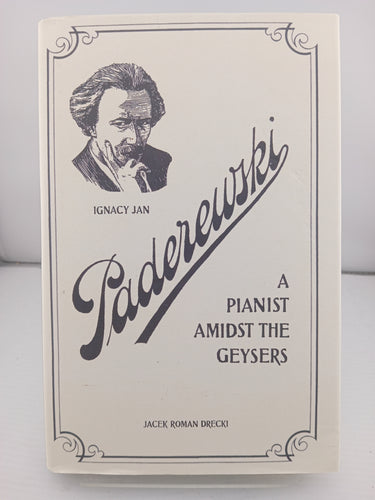 IGNACY JAN
Paderewski
A
PIANIST
AMIDST THE
GEYSERS
JACEK ROMAN DRECKI